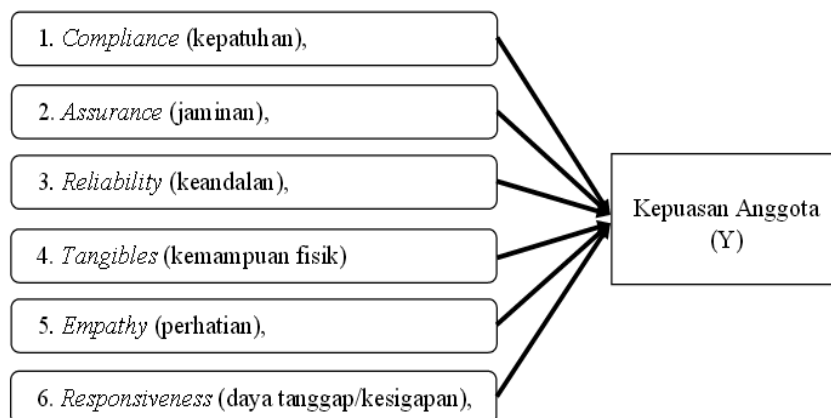 1. Compliance (kepatuhan),
2. Assurance (jaminan),
3. Reliability (keandalan),
4. Tangibles (kemampuan fisik)
5. Empathy (perhatian),
6. Responsiveness (daya tanggap/kesigapan),
Kepuasan Anggota
(Y)